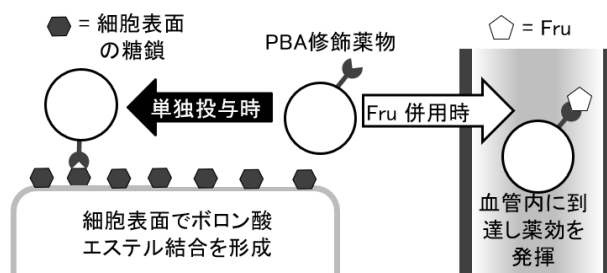 = 細胞表面
の糖鎖
PBA修飾薬物
= Fru
単独投与時
Fru 併用時
細胞表面でボロン酸
エステル結合を形成
血管内に到
達し薬効を
発揮